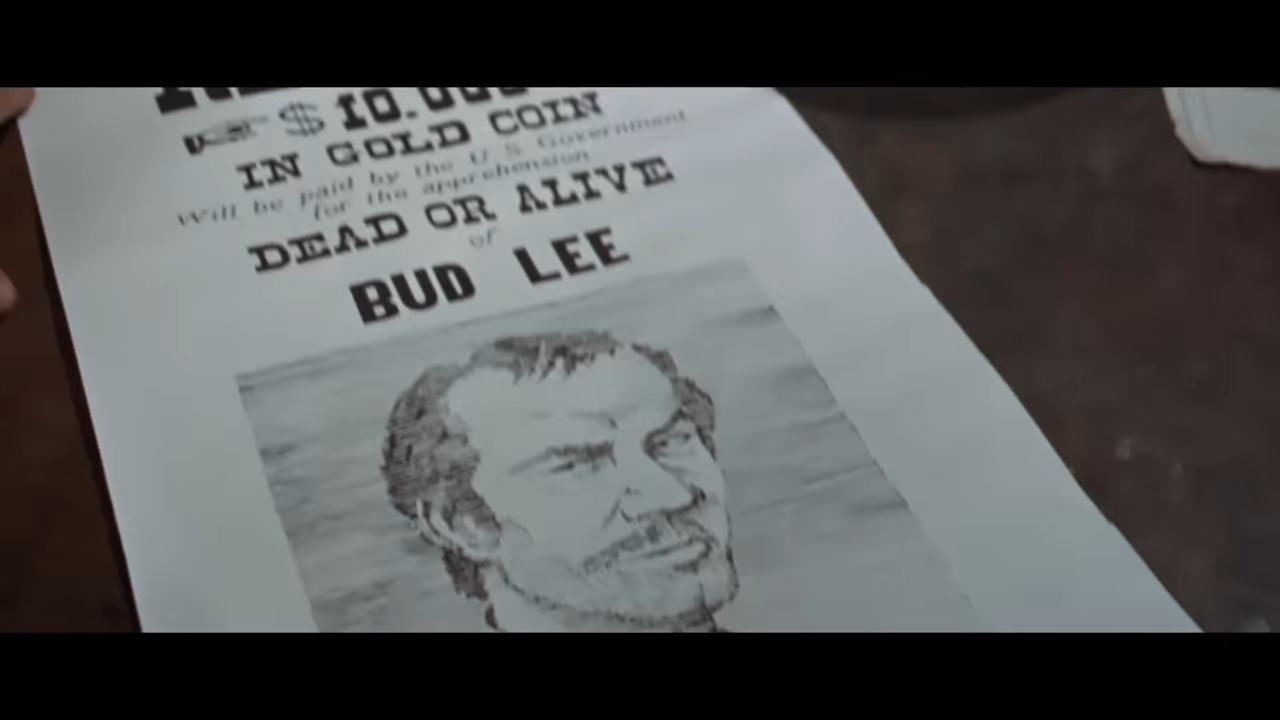 $ 10.000
IN GOLD COIN
Will be paid by the U S Government
for the apprehension
DEAD OR ALIVE
of
BUD LEE